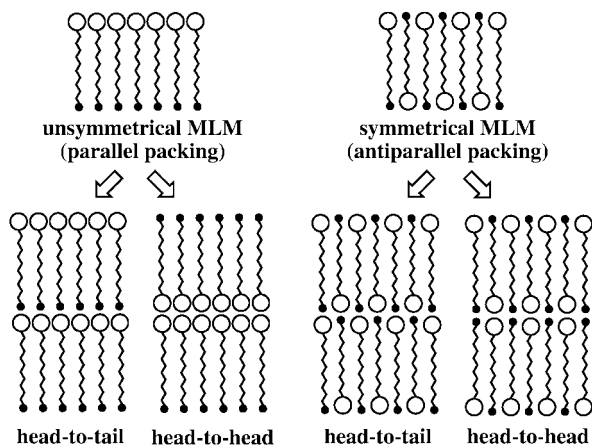 unsymmetrical MLM
(parallel packing)
symmetrical MLM
(antiparallel packing)
head-to-tail
head-to-head
head-to-tail
head-to-head